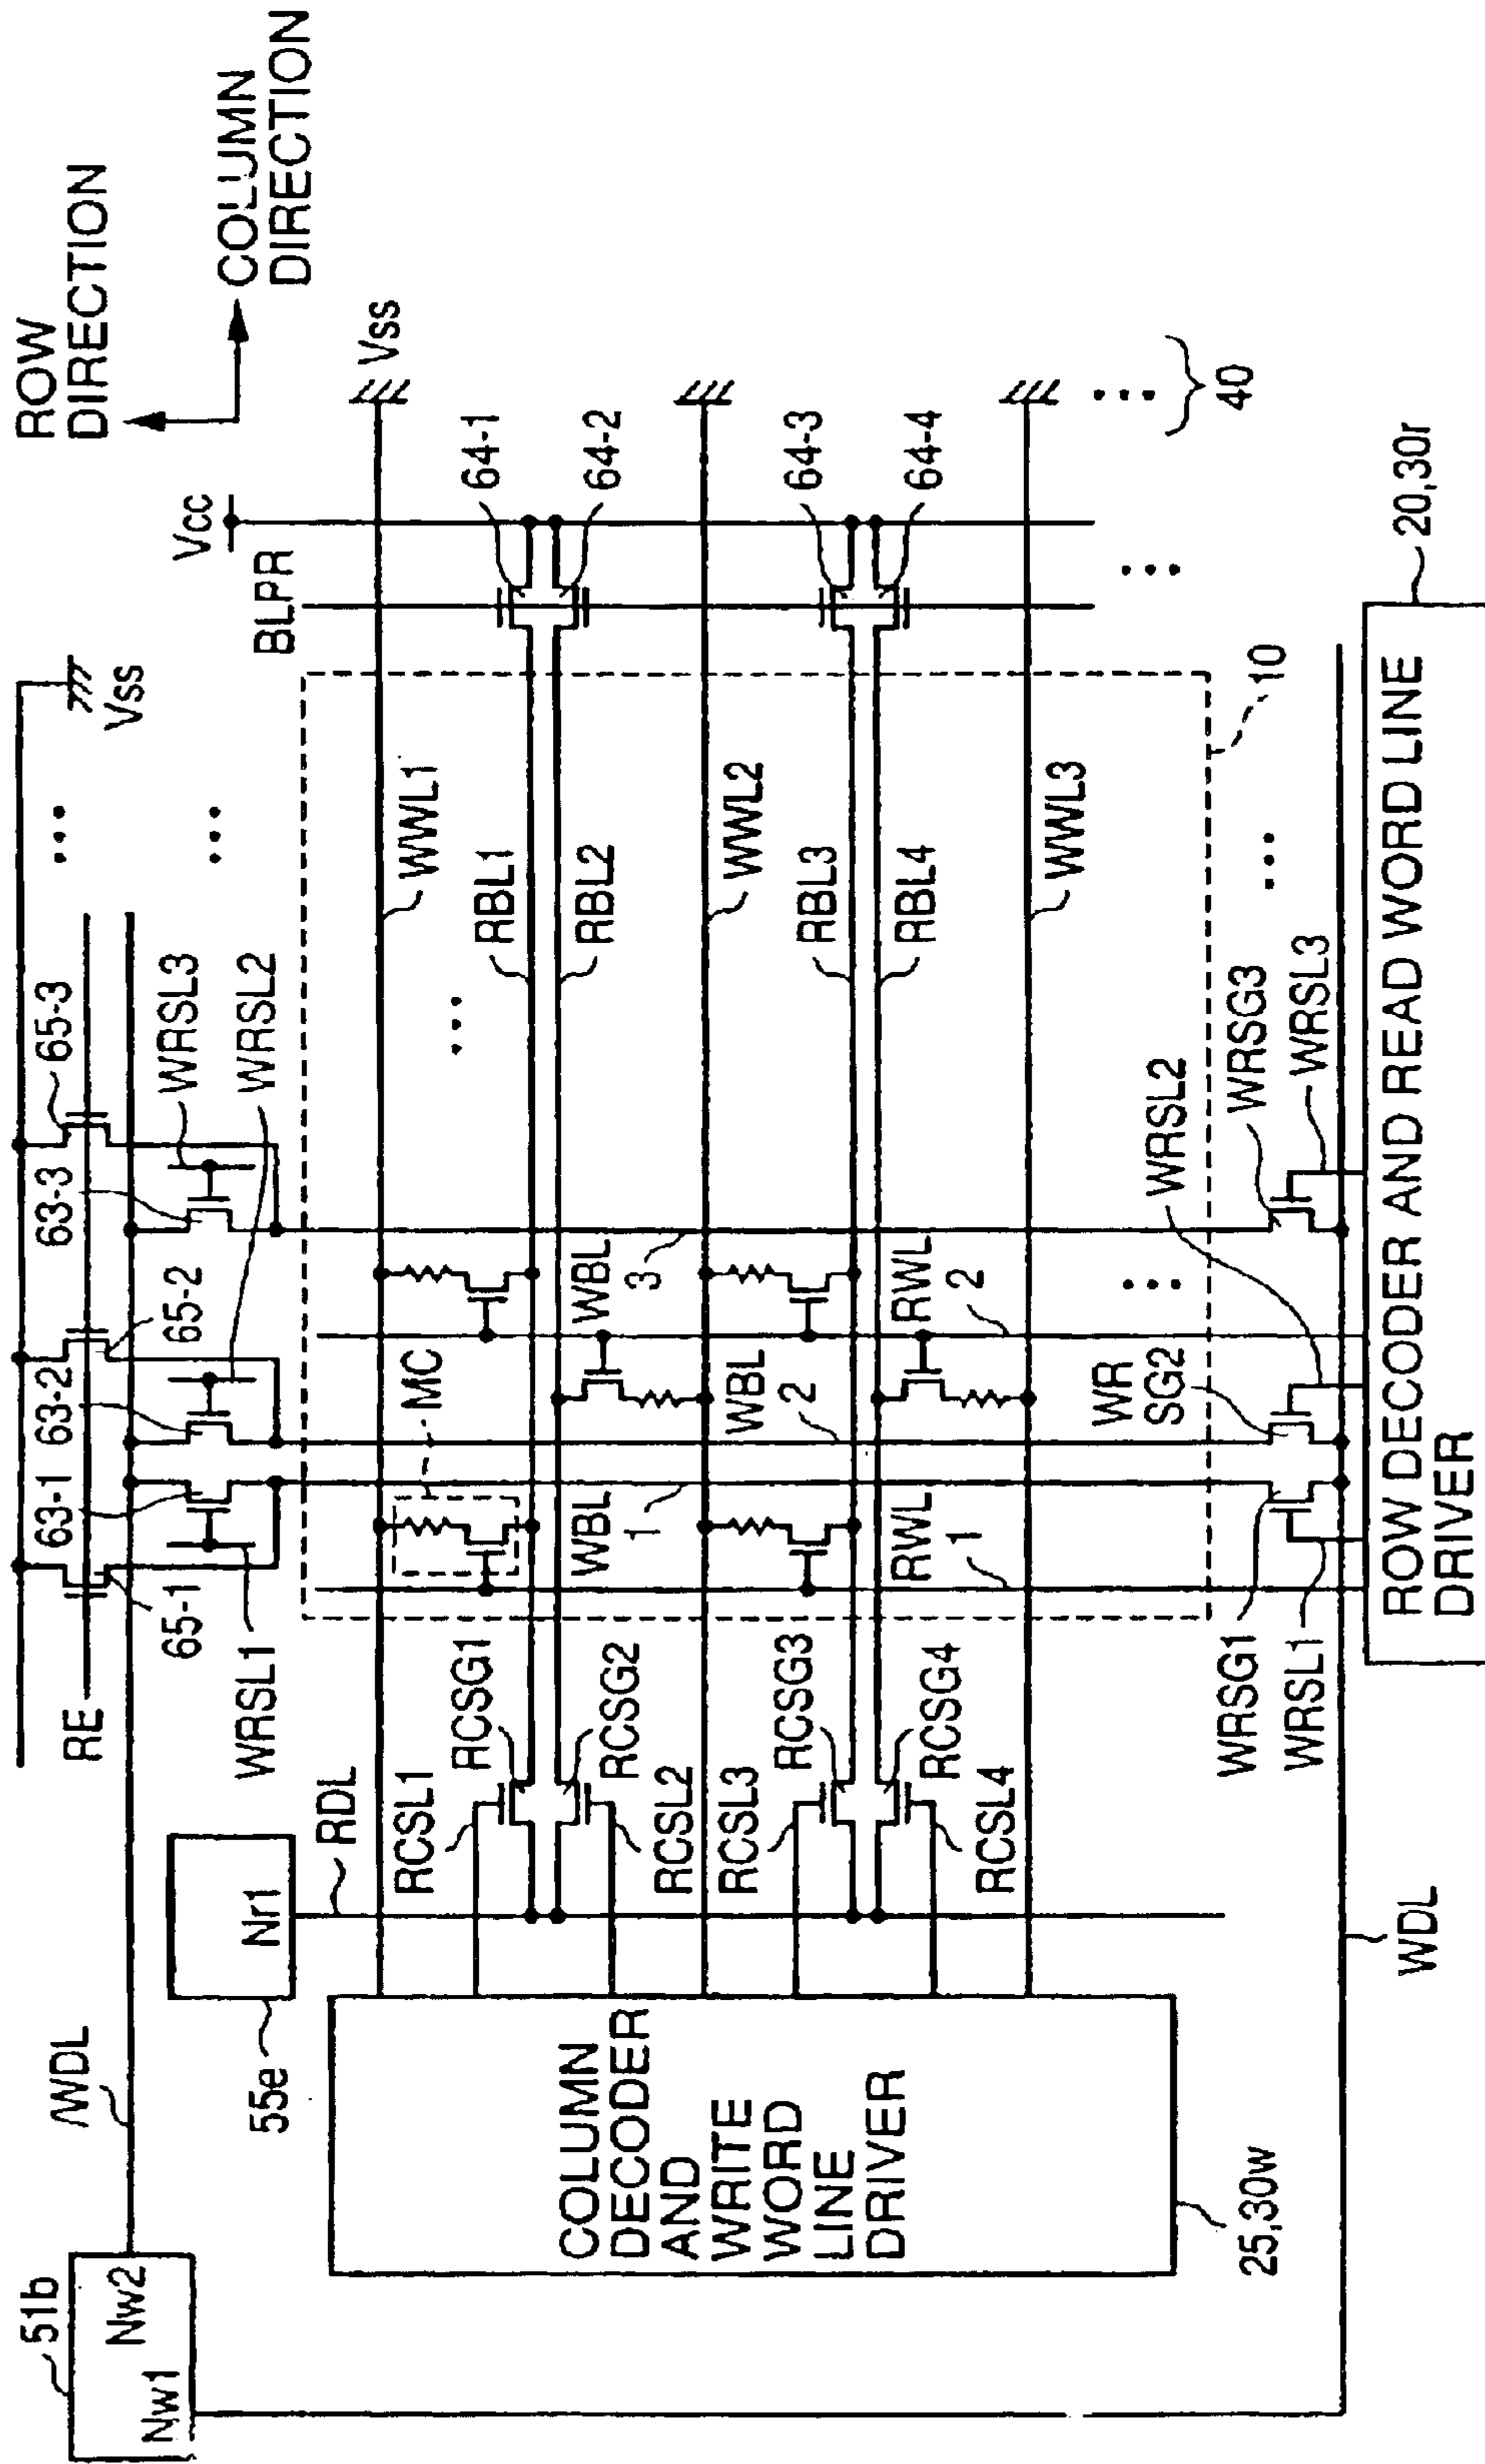 ROW
DIRECTION
COLUMN
DIRECTION
Vss
Vcc
BLPR
Vss
40
64-1
64-2
64-3
64-4
20,30r
10
...
...
...
...
...
...
...
WWL1
RBL1
RBL2
WWL2
RBL3
RBL4
WWL3
65-3
WRSL3
WRSL2
63-3
65-2
63-2
63-1
65-1
WRSL1
RE
MC
WBL
3
WBL
2
WBL
1
RWL
2
RWL
1
WR
SG2
WRSL2
WRSG3
WRSL3
WRSG1
WRSL1
ROW DECODER AND READ WORD LINE
DRIVER
RCSG1
RCSL1
RCSG2
RCSL2
RCSG3
RCSL3
RCSG4
RCSL4
RDL
Nr1
55e
/WDL
WDL
COLUMN
DECODER
AND
WRITE
WORD
LINE
DRIVER
25,30w
51b
Nw2
Nw1